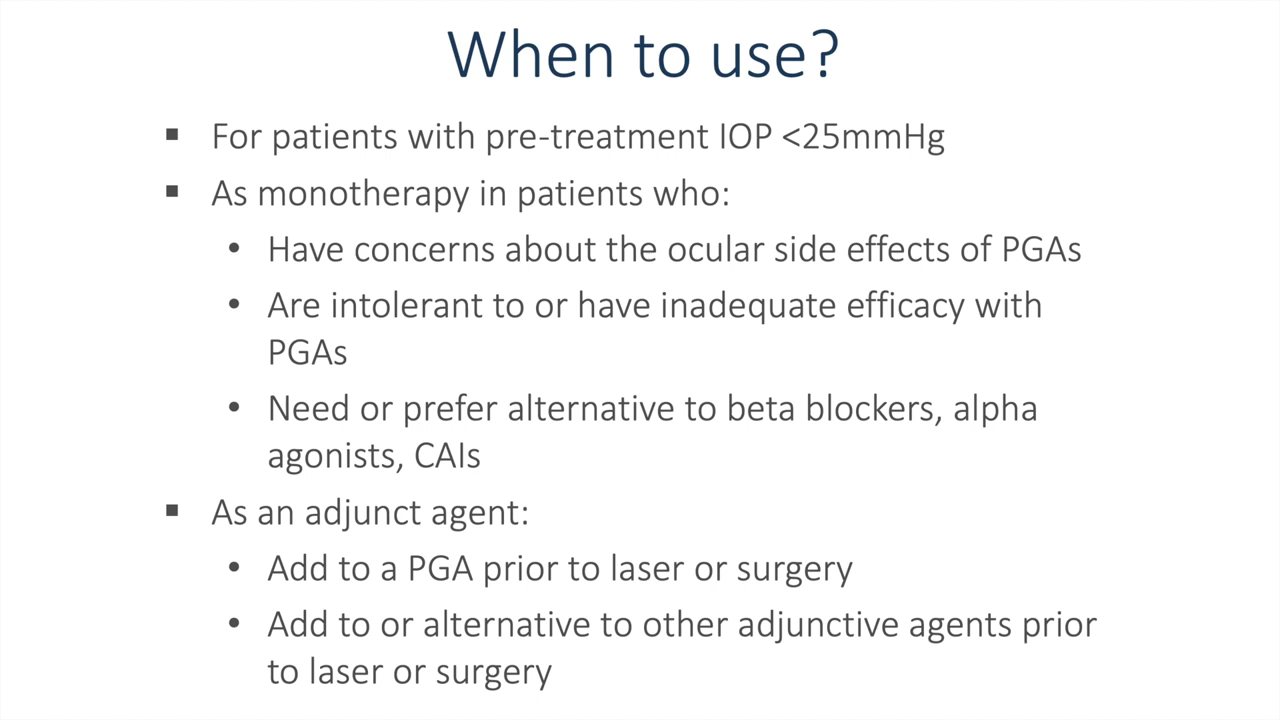 When to use?
▪ For patients with pre-treatment IOP <25mmHg
▪ As monotherapy in patients who:
• Have concerns about the ocular side effects of PGAs
• Are intolerant to or have inadequate efficacy with
PGAs
• Need or prefer alternative to beta blockers, alpha
agonists, CAIs
▪ As an adjunct agent:
• Add to a PGA prior to laser or surgery
• Add to or alternative to other adjunctive agents prior
to laser or surgery